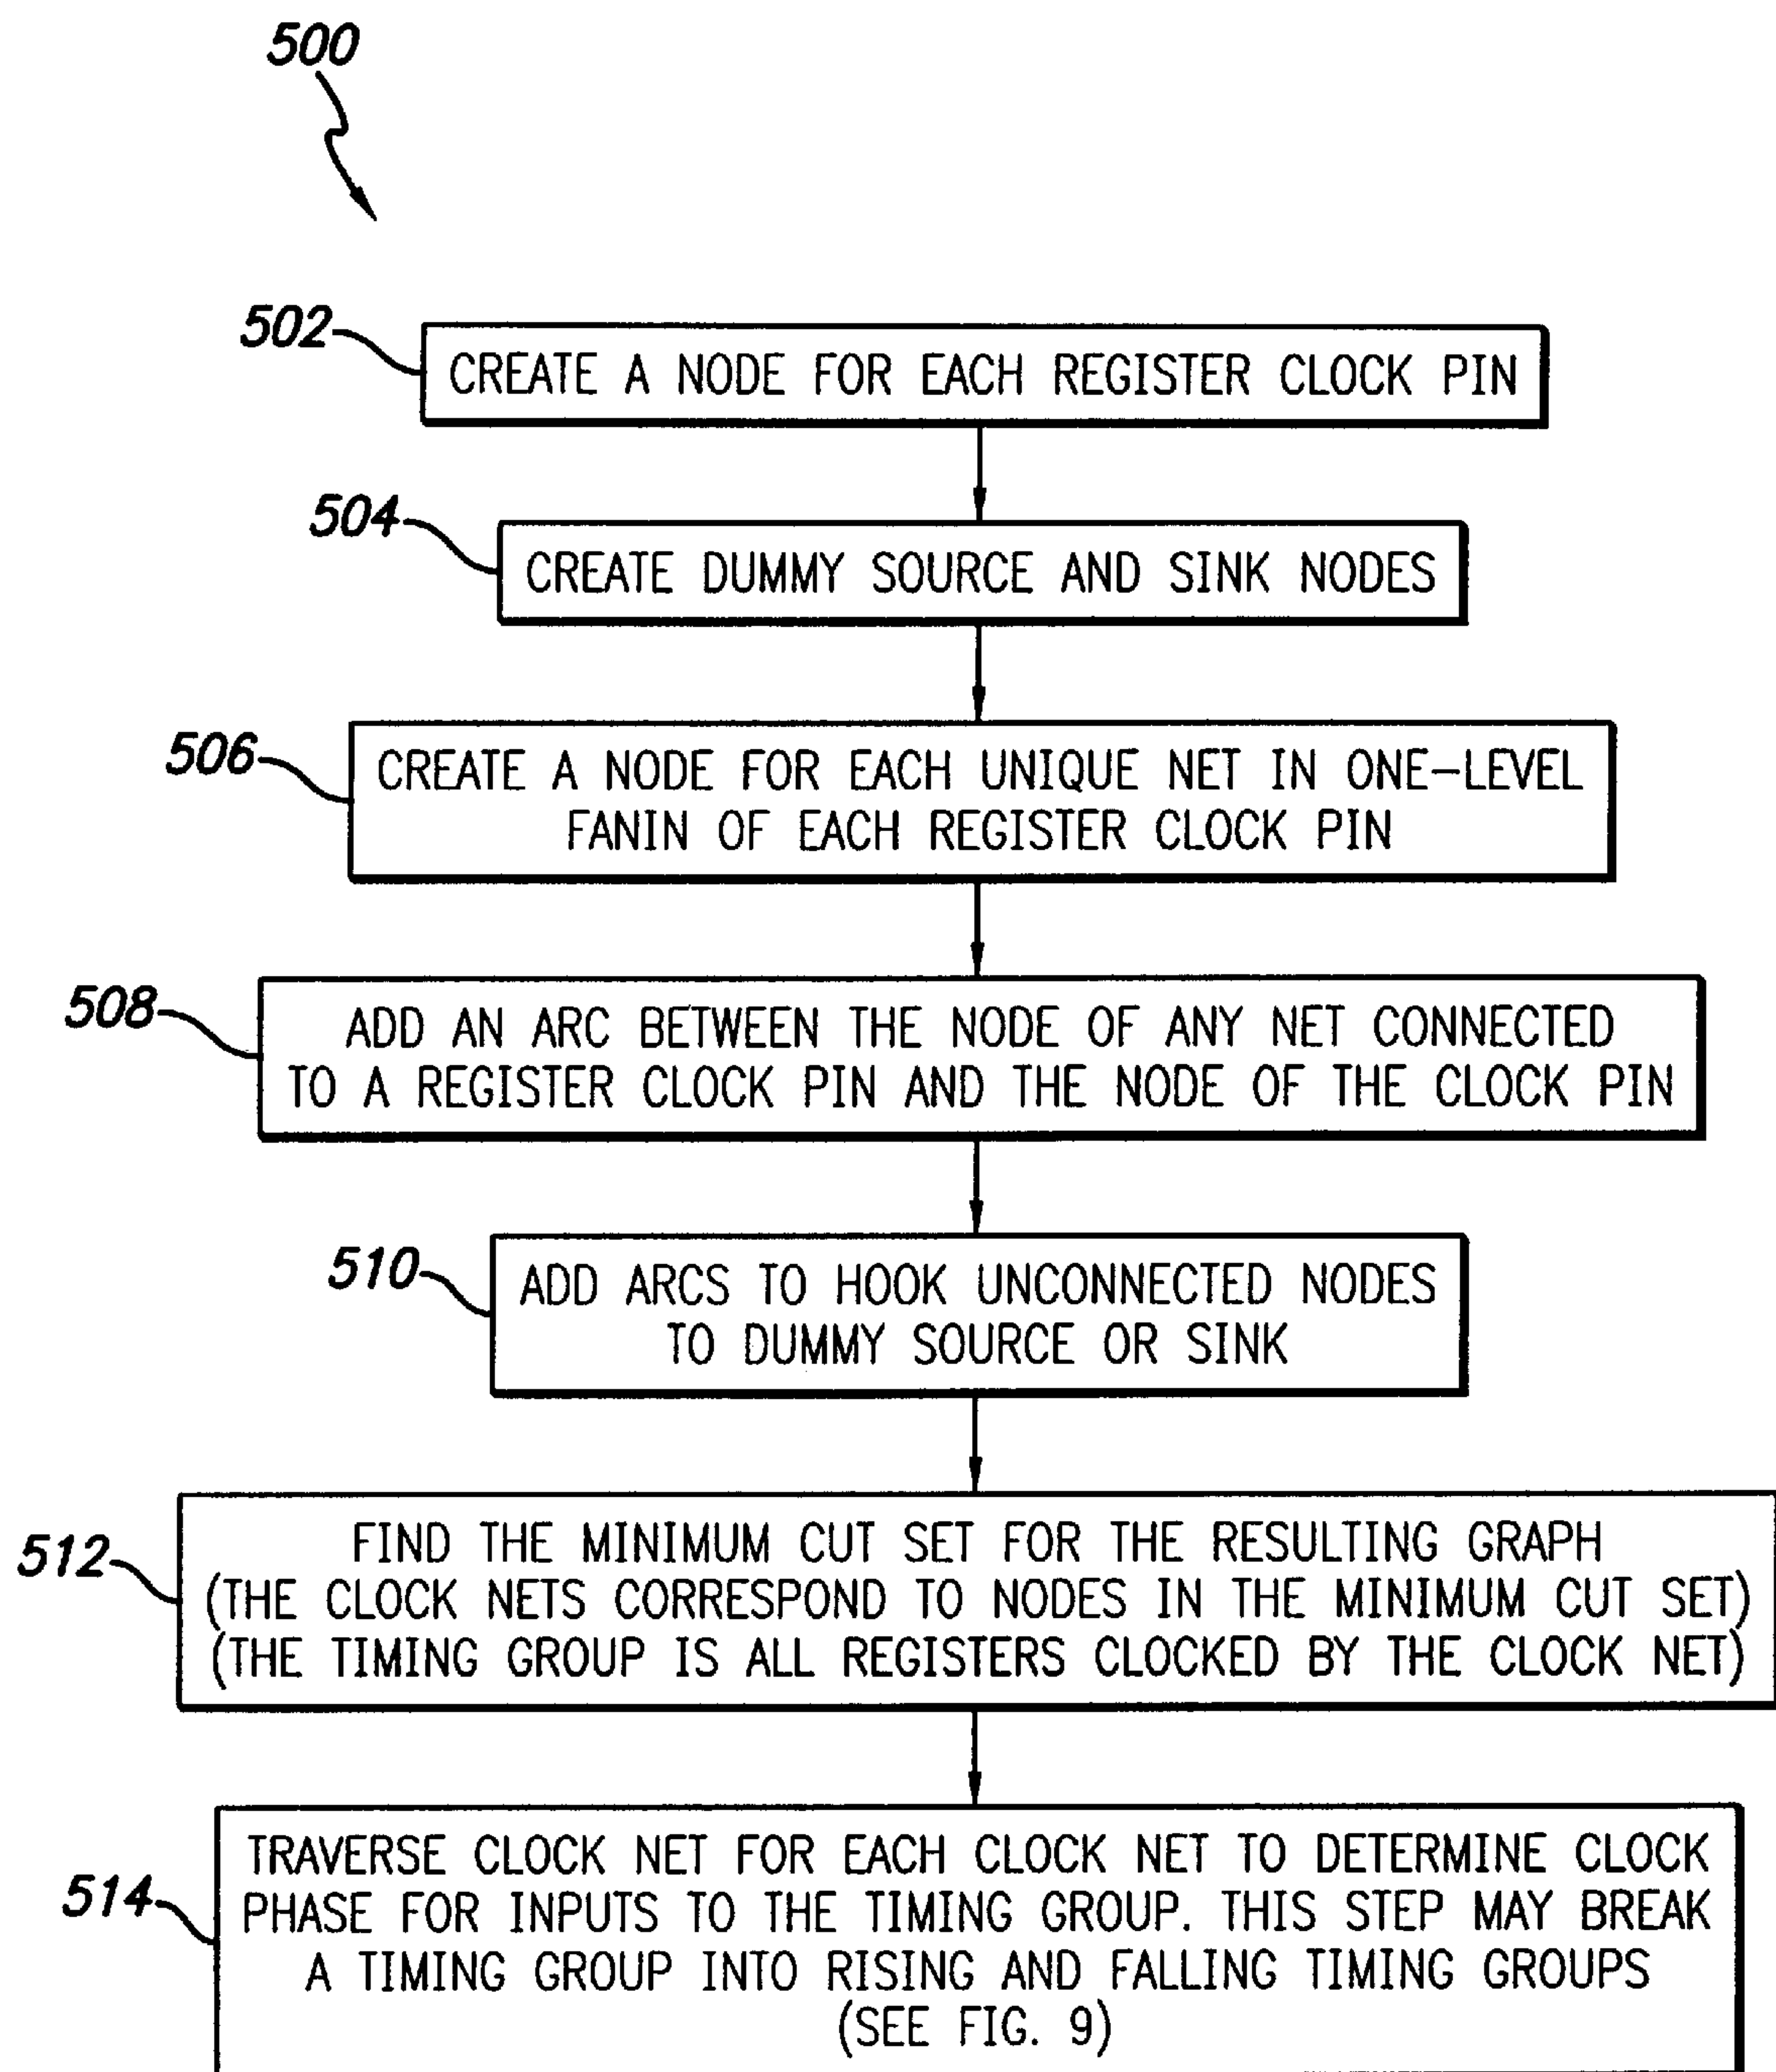 500
502
CREATE A NODE FOR EACH REGISTER CLOCK PIN
504
CREATE DUMMY SOURCE AND SINK NODES
506
CREATE A NODE FOR EACH UNIQUE NET IN ONE-LEVEL
FANIN OF EACH REGISTER CLOCK PIN
508
ADD AN ARC BETWEEN THE NODE OF ANY NET CONNECTED
TO A REGISTER CLOCK PIN AND THE NODE OF THE CLOCK PIN
510
ADD ARCS TO HOOK UNCONNECTED NODES
TO DUMMY SOURCE OR SINK
512
FIND THE MINIMUM CUT SET FOR THE RESULTING GRAPH
(THE CLOCK NETS CORRESPOND TO NODES IN THE MINIMUM CUT SET)
(THE TIMING GROUP IS ALL REGISTERS CLOCKED BY THE CLOCK NET)
514
TRAVERSE CLOCK NET FOR EACH CLOCK NET TO DETERMINE CLOCK
PHASE FOR INPUTS TO THE TIMING GROUP. THIS STEP MAY BREAK
A TIMING GROUP INTO RISING AND FALLING TIMING GROUPS
(SEE FIG. 9)